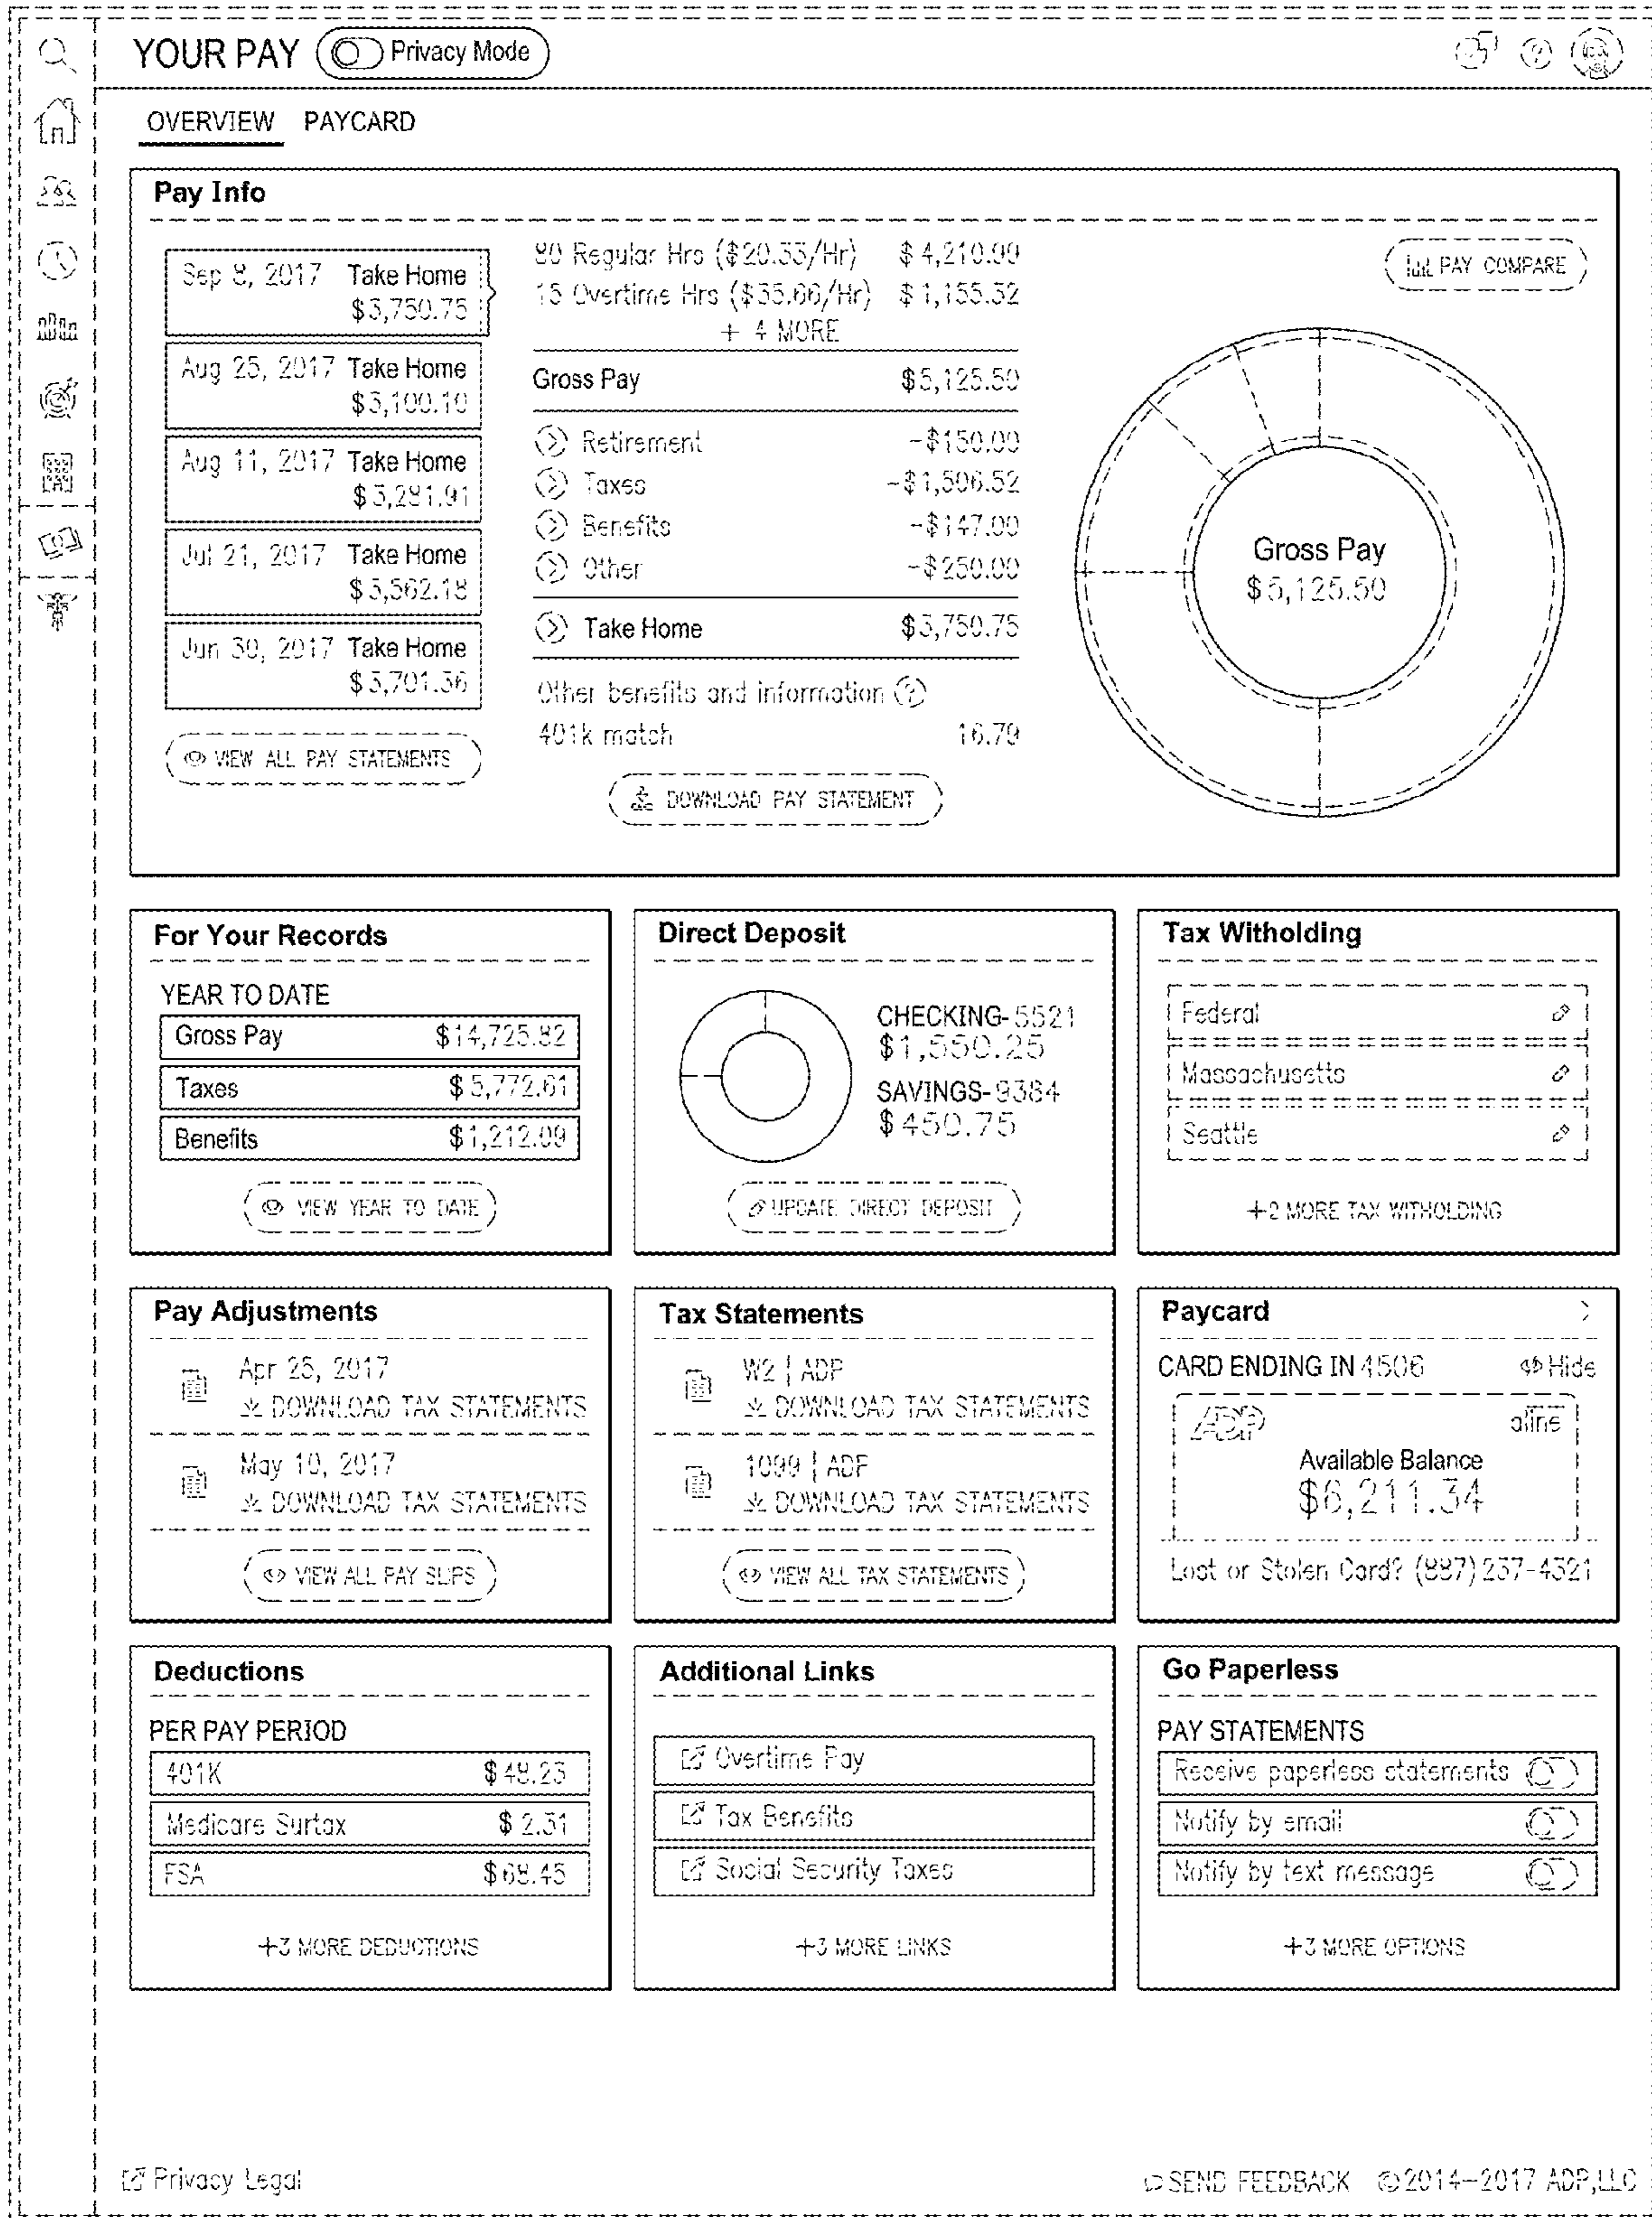 YOUR PAY Privacy Mode
OVERVIEW PAYCARD
Pay Info
Sep 8, 2017 Take Home
$3,750.75
Aug 25, 2017 Take Home
$3,100.10
Aug 11, 2017 Take Home
$3,281.91
Jul 21, 2017 Take Home
$3,562.18
Jun 30, 2017 Take Home
$3,701.36
VIEW ALL PAY STATEMENTS
80 Regular Hrs ($20.33/Hr) $4,210.99
15 Overtime Hrs ($35.66/Hr) $1,155.32
+ 4 MORE
Gross Pay $5,125.50
Retirement -$150.00
Taxes -$1,506.52
Benefits -$147.00
Other -$250.00
Take Home $3,750.75
Other benefits and information ?
401k match 16.79
DOWNLOAD PAY STATEMENT
PAY COMPARE
Gross Pay
$5,125.50
For Your Records
YEAR TO DATE
Gross Pay $14,725.82
Taxes $5,772.61
Benefits $1,212.09
VIEW YEAR TO DATE
Direct Deposit
CHECKING-5521
$1,550.25
SAVINGS-9384
$450.75
UPDATE DIRECT DEPOSIT
Tax Witholding
Federal
Massachusetts
Seattle
+2 MORE TAX WITHOLDING
Pay Adjustments
Apr 25, 2017
DOWNLOAD TAX STATEMENTS
May 10, 2017
DOWNLOAD TAX STATEMENTS
VIEW ALL PAY SLIPS
Tax Statements
W2 | ADP
DOWNLOAD TAX STATEMENTS
1099 | ADP
DOWNLOAD TAX STATEMENTS
VIEW ALL TAX STATEMENTS
Paycard >
CARD ENDING IN 4506 Hide
ADP aline
Available Balance
$6,211.34
Lost or Stolen Card? (887)237-4321
Deductions
PER PAY PERIOD
401K $48.23
Medicare Surtax $2.31
FSA $68.45
+3 MORE DEDUCTIONS
Additional Links
Overtime Pay
Tax Benefits
Social Security Taxes
+3 MORE LINKS
Go Paperless
PAY STATEMENTS
Receive paperless statements
Notify by email
Notify by text message
+3 MORE OPTIONS
Privacy Legal
SEND FEEDBACK ©2014-2017 ADP,LLC